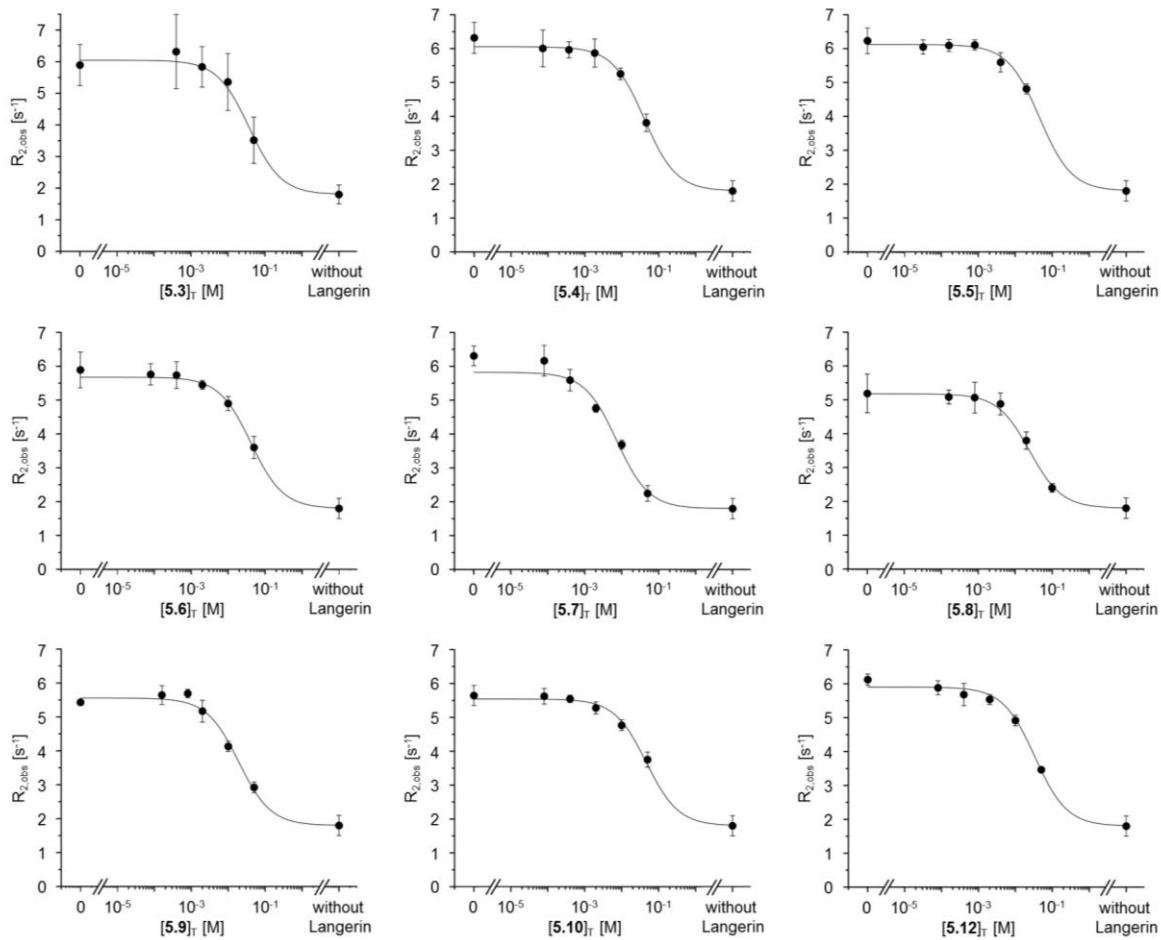 7
6
5
4
3
2
1
0
R2,obs [s⁻¹]
0 10⁻⁵ 10⁻³ 10⁻¹ without
[5.3]T [M] Langerin
7
6
5
4
3
2
1
0
R2,obs [s⁻¹]
0 10⁻⁵ 10⁻³ 10⁻¹ without
[5.4]T [M] Langerin
7
6
5
4
3
2
1
0
R2,obs [s⁻¹]
0 10⁻⁵ 10⁻³ 10⁻¹ without
[5.5]T [M] Langerin
7
6
5
4
3
2
1
0
R2,obs [s⁻¹]
0 10⁻⁵ 10⁻³ 10⁻¹ without
[5.6]T [M] Langerin
7
6
5
4
3
2
1
0
R2,obs [s⁻¹]
0 10⁻⁵ 10⁻³ 10⁻¹ without
[5.7]T [M] Langerin
7
6
5
4
3
2
1
0
R2,obs [s⁻¹]
0 10⁻⁵ 10⁻³ 10⁻¹ without
[5.8]T [M] Langerin
7
6
5
4
3
2
1
0
R2,obs [s⁻¹]
0 10⁻⁵ 10⁻³ 10⁻¹ without
[5.9]T [M] Langerin
7
6
5
4
3
2
1
0
R2,obs [s⁻¹]
0 10⁻⁵ 10⁻³ 10⁻¹ without
[5.10]T [M] Langerin
7
6
5
4
3
2
1
0
R2,obs [s⁻¹]
0 10⁻⁵ 10⁻³ 10⁻¹ without
[5.12]T [M] Langerin